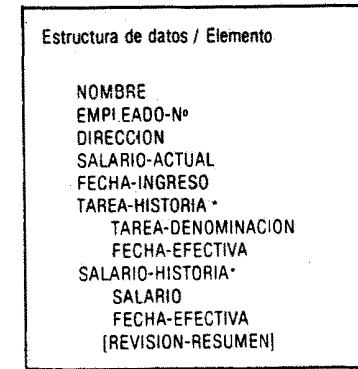 Estructura de datos / Elemento
NOMBRE
EMPLEADO-Nº
DIRECCION
SALARIO-ACTUAL
FECHA-INGRESO
TAREA-HISTORIA*
TAREA-DENOMINACION
FECHA-EFECTIVA
SALARIO-HISTORIA*
SALARIO
FECHA-EFECTIVA
[REVISION-RESUMEN]